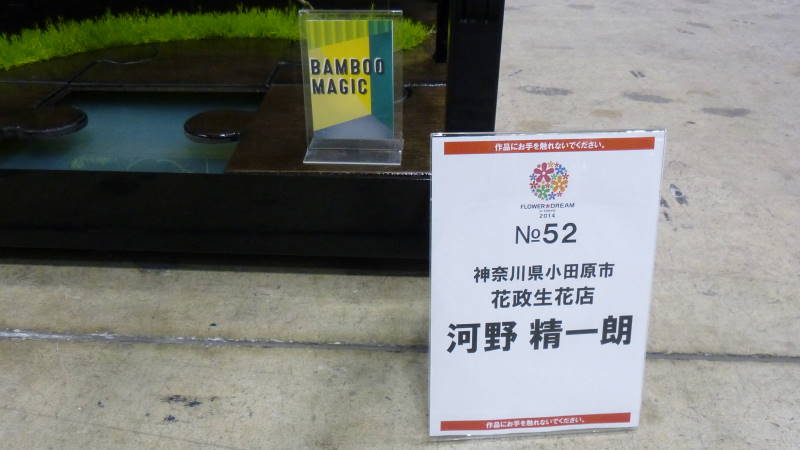 BAMBOO
MAGIC
作品にお手を触れないでください。
FLOWER★DREAM
IN TOKYO
2014
№52
神奈川県小田原市
花政生花店
河野 精一朗
作品にお手を触れないでください。